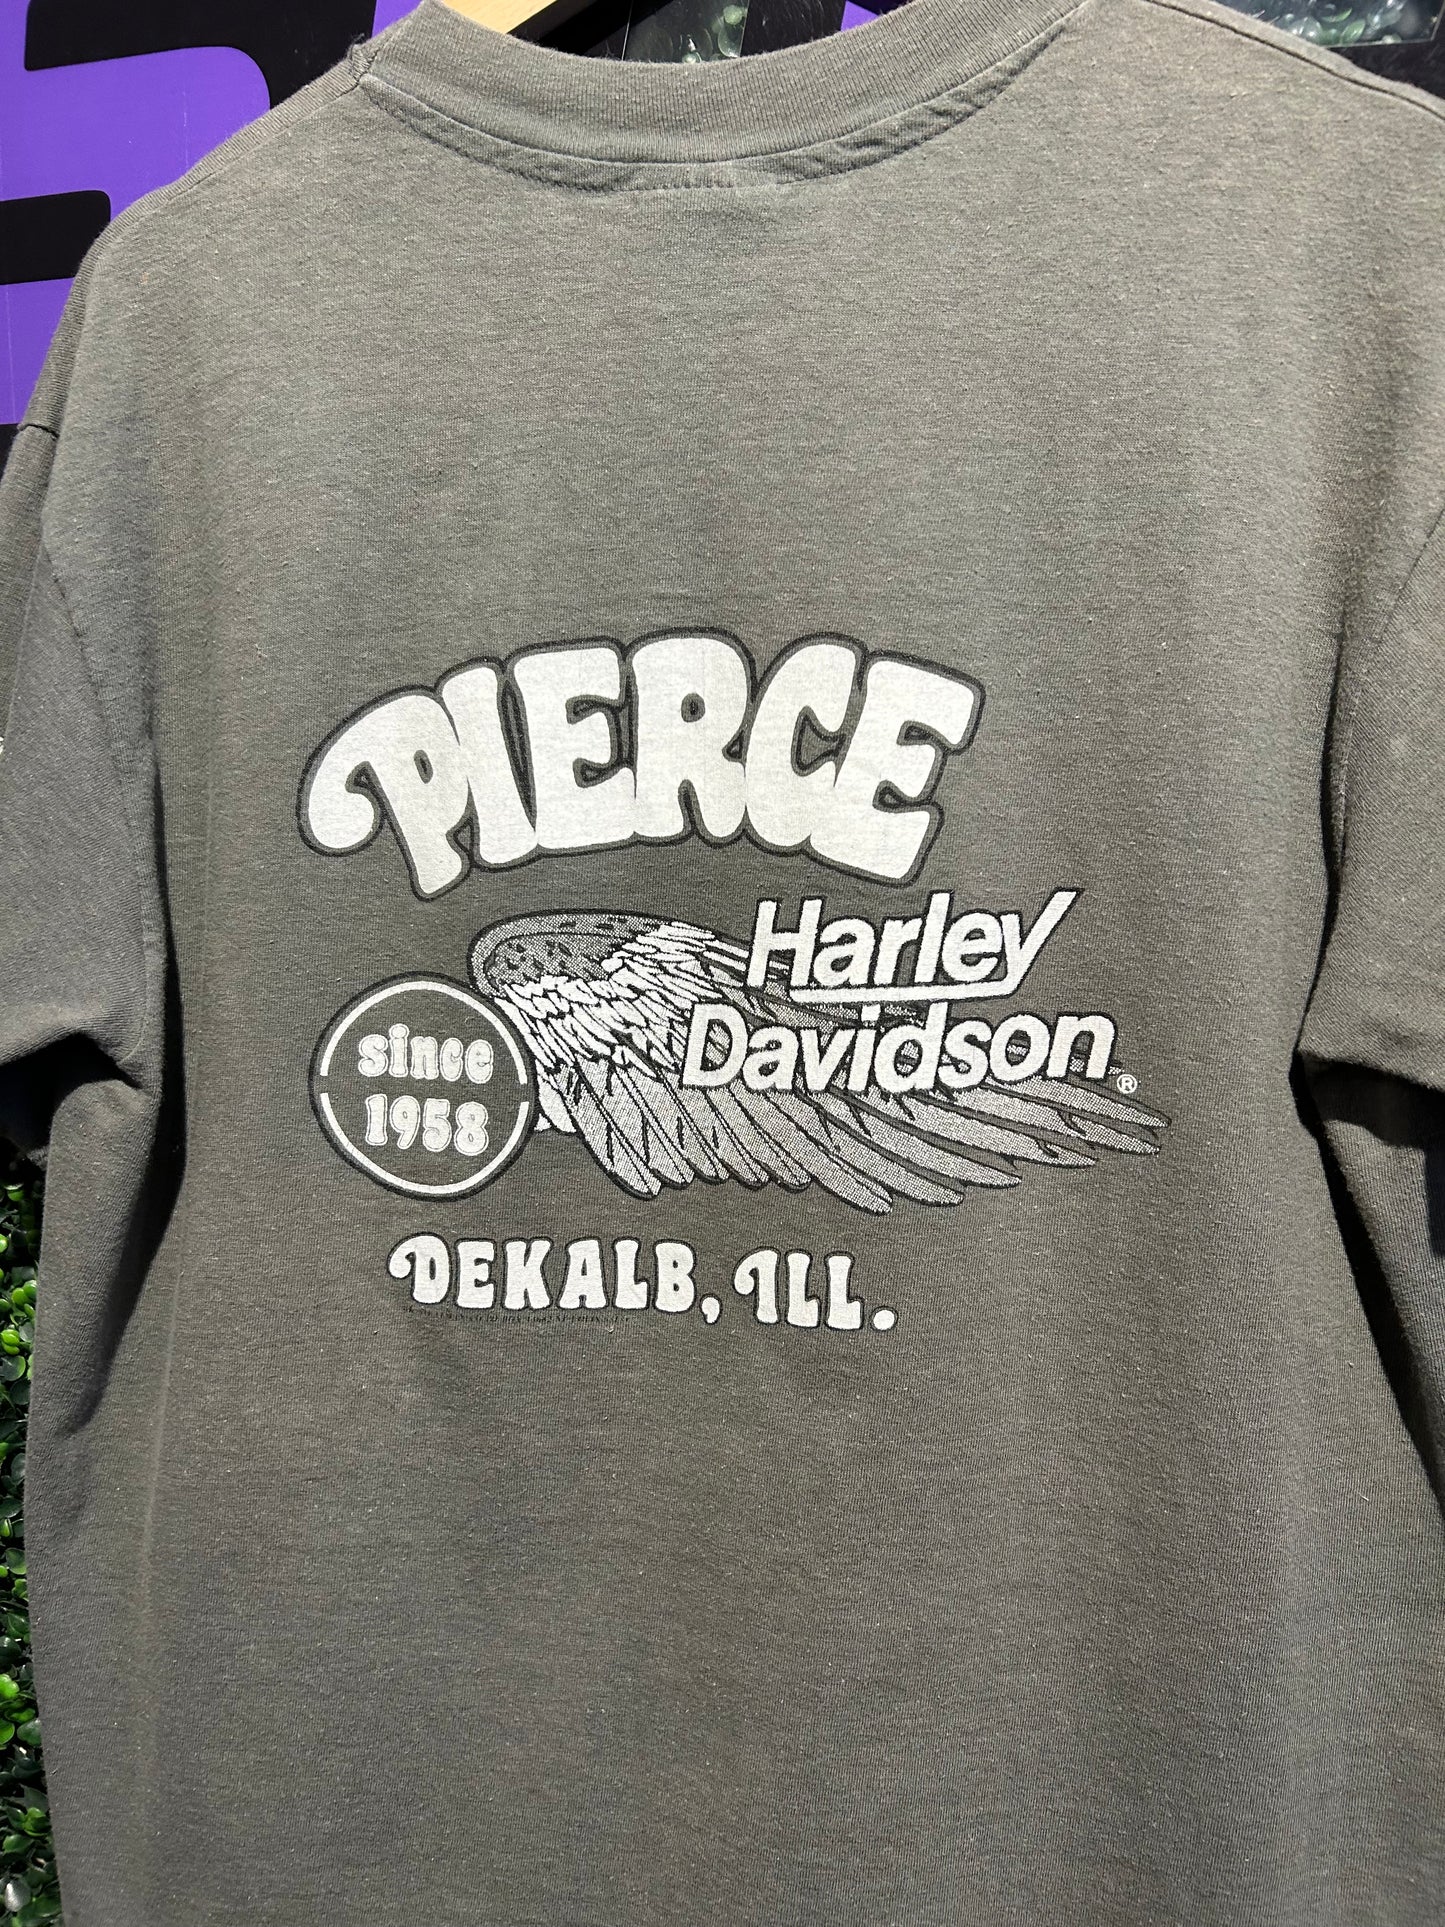 PIERCE
Harley
Davidson®
since
1958
DEKALB, ILL.